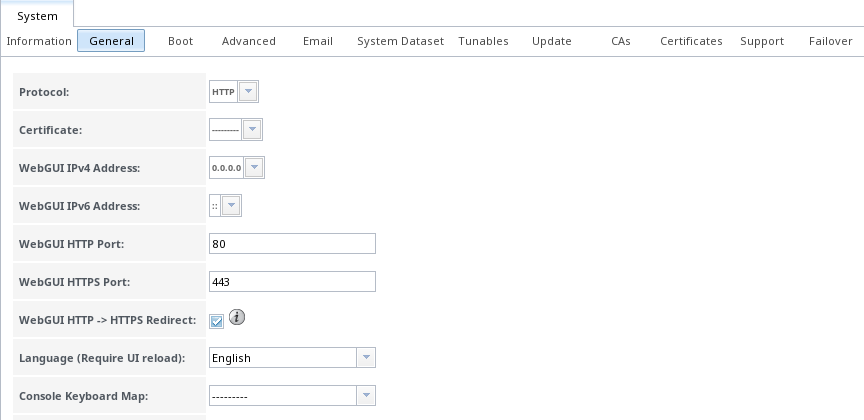 System
Information General Boot Advanced Email System Dataset Tunables Update CAs Certificates Support Failover
Protocol: HTTP
Certificate: ---------
WebGUI IPv4 Address: 0.0.0.0
WebGUI IPv6 Address: ::
WebGUI HTTP Port: 80
WebGUI HTTPS Port: 443
WebGUI HTTP -> HTTPS Redirect: i
Language (Require UI reload): English
Console Keyboard Map: ---------